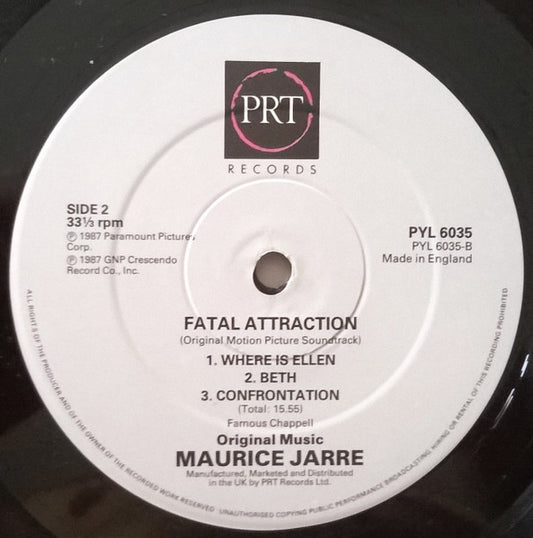 PRT
RECORDS
SIDE 2
33⅓ rpm
℗ 1987 Paramount Pictures
Corp.
℗ 1987 GNP Crescendo
Record Co., Inc.
PYL 6035
PYL 6035-B
Made in England
FATAL ATTRACTION
(Original Motion Picture Soundtrack)
1. WHERE IS ELLEN
2. BETH
3. CONFRONTATION
(Total: 15.55)
Famous Chappell
Original Music
MAURICE JARRE
Manufactured, Marketed and Distributed
in the UK by PRT Records Ltd.
ALL RIGHTS OF THE PRODUCER AND OF THE OWNER OF THE RECORDED WORK RESERVED UNAUTHORISED COPYING PUBLIC PERFORMANCE BROADCASTING, HIRING OR RENTAL OF THIS RECORDING PROHIBITED